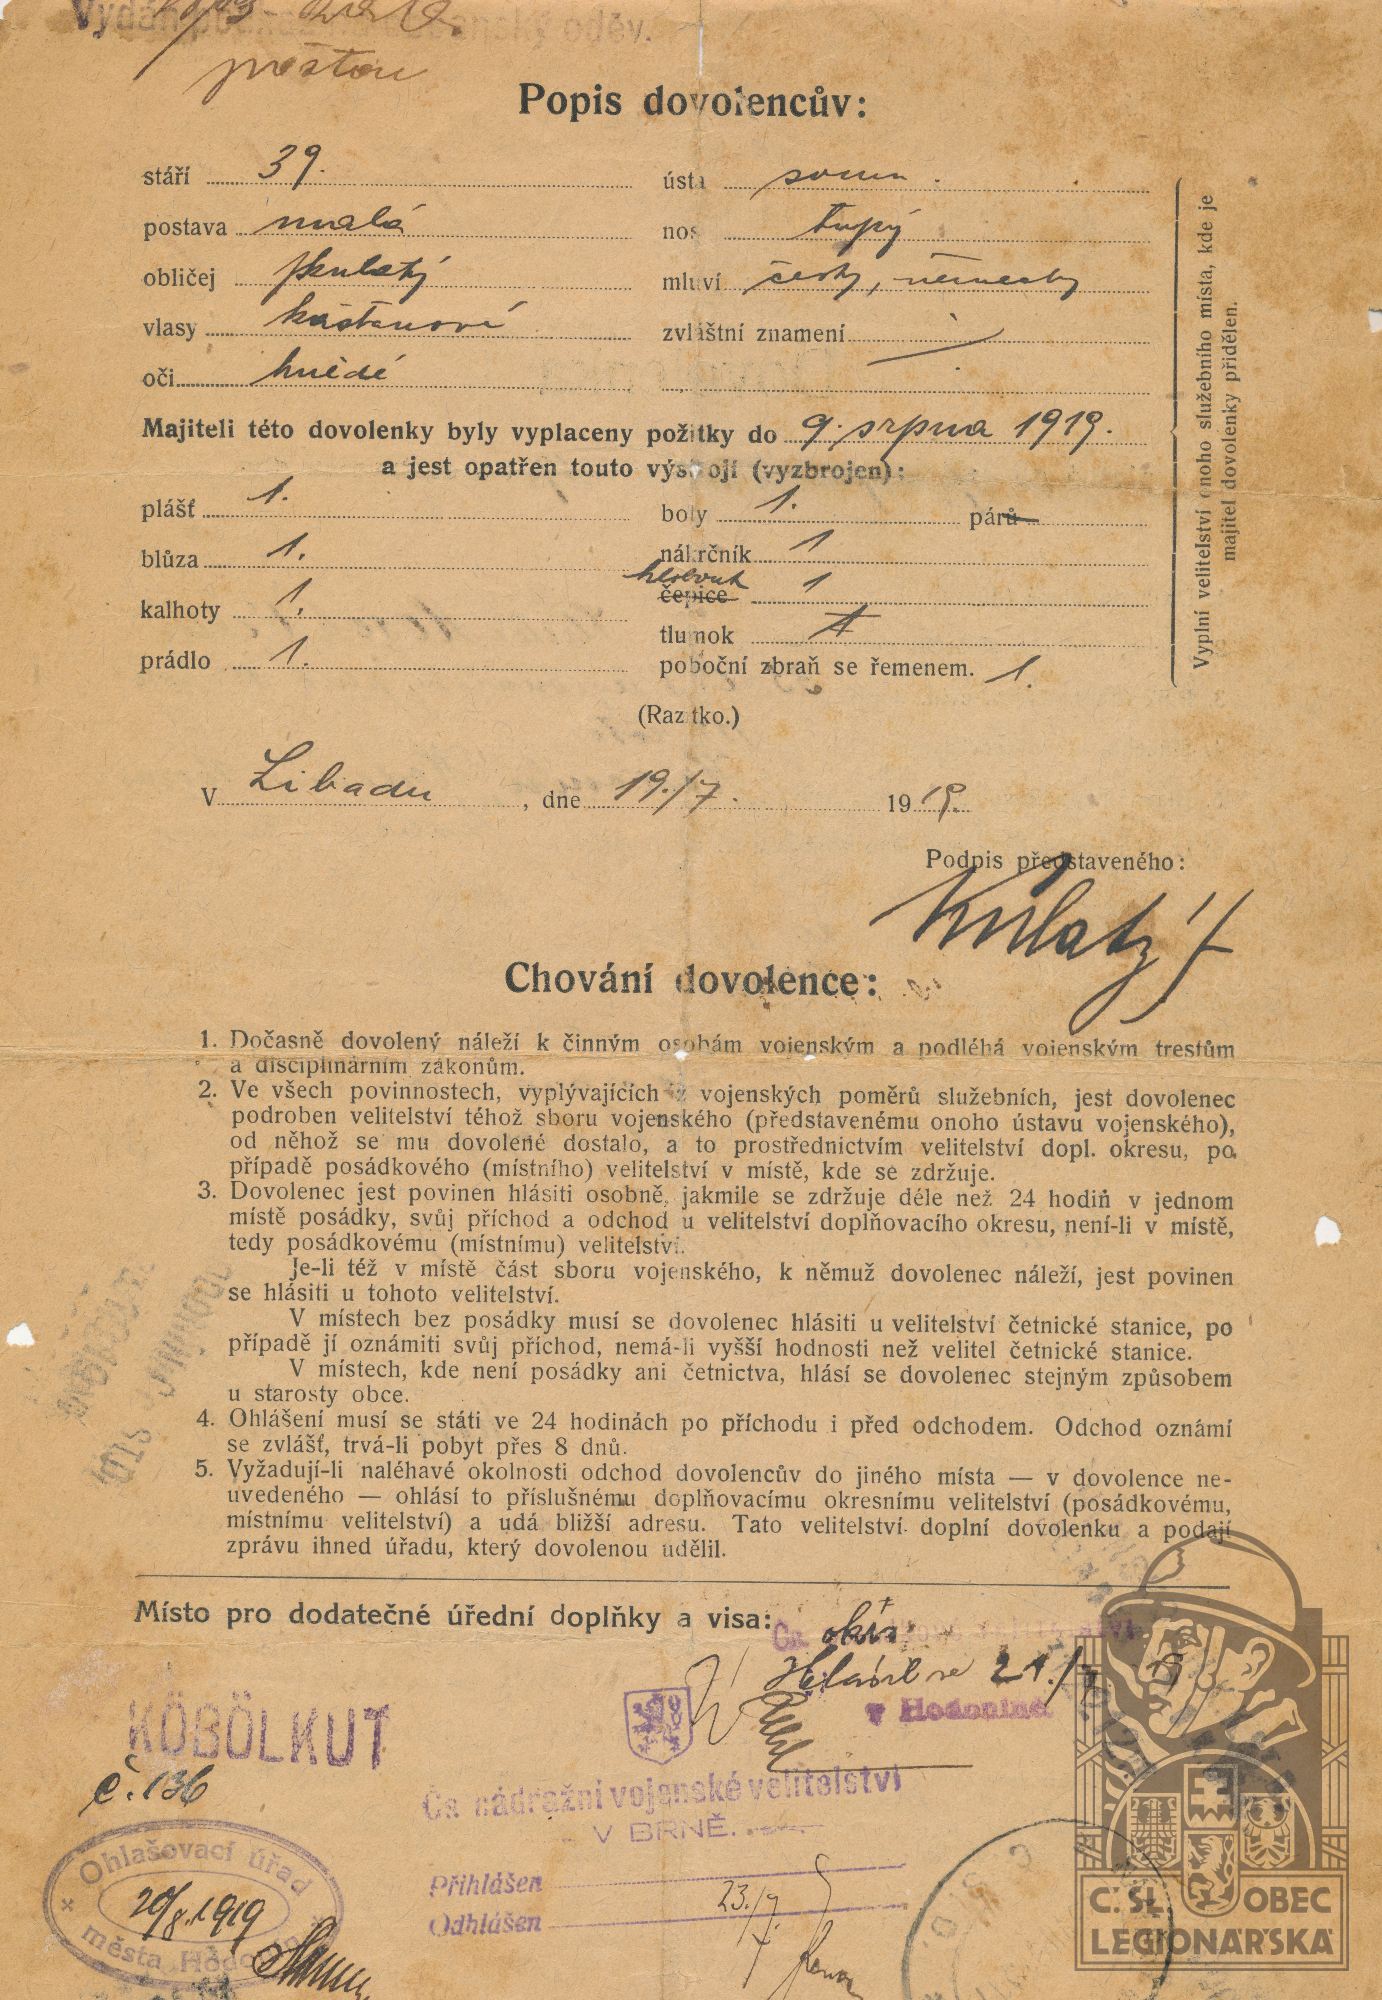 Vydán
oděv.
poštou
Popis dovolencův:
stáří 39.
postava malá
obličej kulatý
vlasy kaštanové
oči hnědé
ústa soum.
nos tupý
mluví česky, německy
zvláštní znamení
Vyplní velitelství onoho služebního místa, kde je
majitel dovolenky přidělen.
Majiteli této dovolenky byly vyplaceny požitky do 9. srpna 1919.
a jest opatřen touto výstrojí (vyzbrojen):
plášť 1.
blůza 1.
kalhoty 1.
prádlo 1.
boty 1. párů
nákrčník 1
klobouk
čepice 1
tlumok 1
poboční zbraň se řemenem. 1.
(Razítko.)
V Libadu, dne 19./7. 1919.
Podpis představeného:
Chování dovolence:
1. Dočasně dovolený náleží k činným osobám vojenským a podléhá vojenským trestům
a disciplinárním zákonům.
2. Ve všech povinnostech, vyplývajících z vojenských poměrů služebních, jest dovolenec
podroben velitelství téhož sboru vojenského (představenému onoho ústavu vojenského),
od něhož se mu dovolené dostalo, a to prostřednictvím velitelství dopl. okresu, po
případě posádkového (místního) velitelství v místě, kde se zdržuje.
3. Dovolenec jest povinen hlásiti osobně, jakmile se zdržuje déle než 24 hodin v jednom
místě posádky, svůj příchod a odchod u velitelství doplňovacího okresu, není-li v místě,
tedy posádkovému (místnímu) velitelství.
Je-li též v místě část sboru vojenského, k němuž dovolenec náleží, jest povinen
se hlásiti u tohoto velitelství.
V místech bez posádky musí se dovolenec hlásiti u velitelství četnické stanice, po
případě jí oznámiti svůj příchod, nemá-li vyšší hodnosti než velitel četnické stanice.
V místech, kde není posádky ani četnictva, hlásí se dovolenec stejným způsobem
u starosty obce.
4. Ohlášení musí se státi ve 24 hodinách po příchodu i před odchodem. Odchod oznámí
se zvlášť, trvá-li pobyt přes 8 dnů.
5. Vyžadují-li naléhavé okolnosti odchod dovolencův do jiného místa — v dovolence ne-
uvedeného — ohlásí to příslušnému doplňovacímu okresnímu velitelství (posádkovému,
místnímu velitelství) a udá bližší adresu. Tato velitelství doplní dovolenku a podají
zprávu ihned úřadu, který dovolenou udělil.
Místo pro dodatečné úřední doplňky a visa:
Hlásil se 21./7
v Hodoníně
KÖBÖLKUT
č. 136
Čs nádražní vojenské velitelství
V BRNĚ.
Přihlášen
Odhlášen
23./7.
Ohlašovací úřad
20/8. 1919
města Hodonín
Č: SL. OBEC
LEGIONÁŘSKÁ